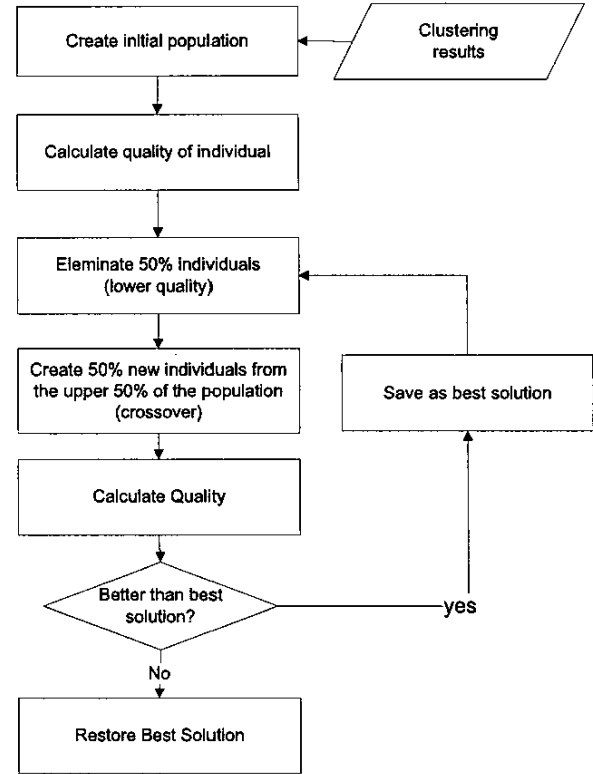 Create initial population
Clustering
results
Calculate quality of individual
Eleminate 50% individuals
(lower quality)
Create 50% new individuals from
the upper 50% of the population
(crossover)
Save as best solution
Calculate Quality
Better than best
solution?
yes
No
Restore Best Solution